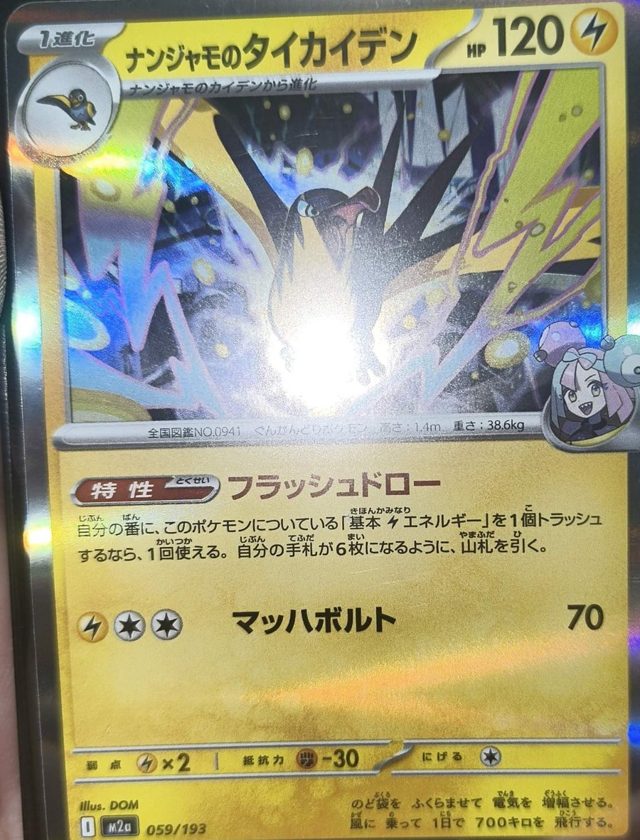 1進化
ナンジャモのタイカイデン
HP 120
ナンジャモのカイデンから進化
全国図鑑NO.0941 ぐんかんどりポケモン 高さ：1.4m 重さ：38.6kg
特性 とくせい フラッシュドロー
自分の番に、このポケモンについている「基本エネルギー」を1個トラッシュ
するなら、1回使える。自分の手札が6枚になるように、山札を引く。
マッハボルト 70
弱点 ×2 抵抗力 -30 にげる
Illus. DOM
I M2a 059/193
のど袋を ふくらませて 電気を 増幅させる。
風に 乗って 1日で 700キロを 飛行する。